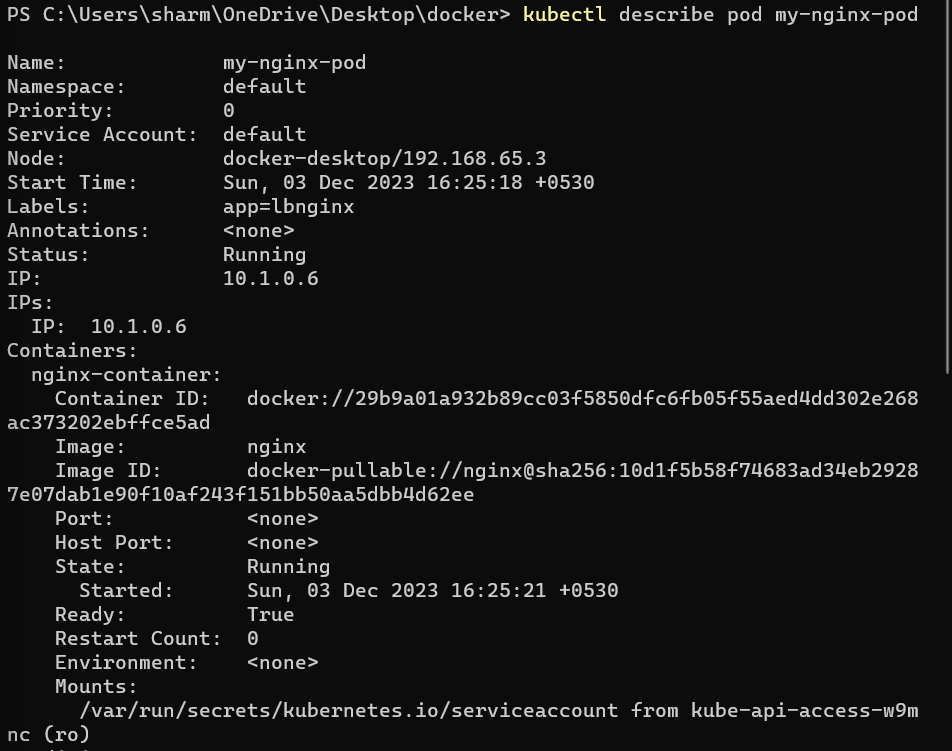 PS C:\Users\sharm\OneDrive\Desktop\docker> kubectl describe pod my-nginx-pod
Name:             my-nginx-pod
Namespace:        default
Priority:         0
Service Account:  default
Node:             docker-desktop/192.168.65.3
Start Time:       Sun, 03 Dec 2023 16:25:18 +0530
Labels:           app=lbnginx
Annotations:      <none>
Status:           Running
IP:               10.1.0.6
IPs:
  IP:  10.1.0.6
Containers:
  nginx-container:
    Container ID:   docker://29b9a01a932b89cc03f5850dfc6fb05f55aed4dd302e268
ac373202ebffce5ad
    Image:          nginx
    Image ID:       docker-pullable://nginx@sha256:10d1f5b58f74683ad34eb2928
7e07dab1e90f10af243f151bb50aa5dbb4d62ee
    Port:           <none>
    Host Port:      <none>
    State:          Running
      Started:      Sun, 03 Dec 2023 16:25:21 +0530
    Ready:          True
    Restart Count:  0
    Environment:    <none>
    Mounts:
      /var/run/secrets/kubernetes.io/serviceaccount from kube-api-access-w9m
nc (ro)